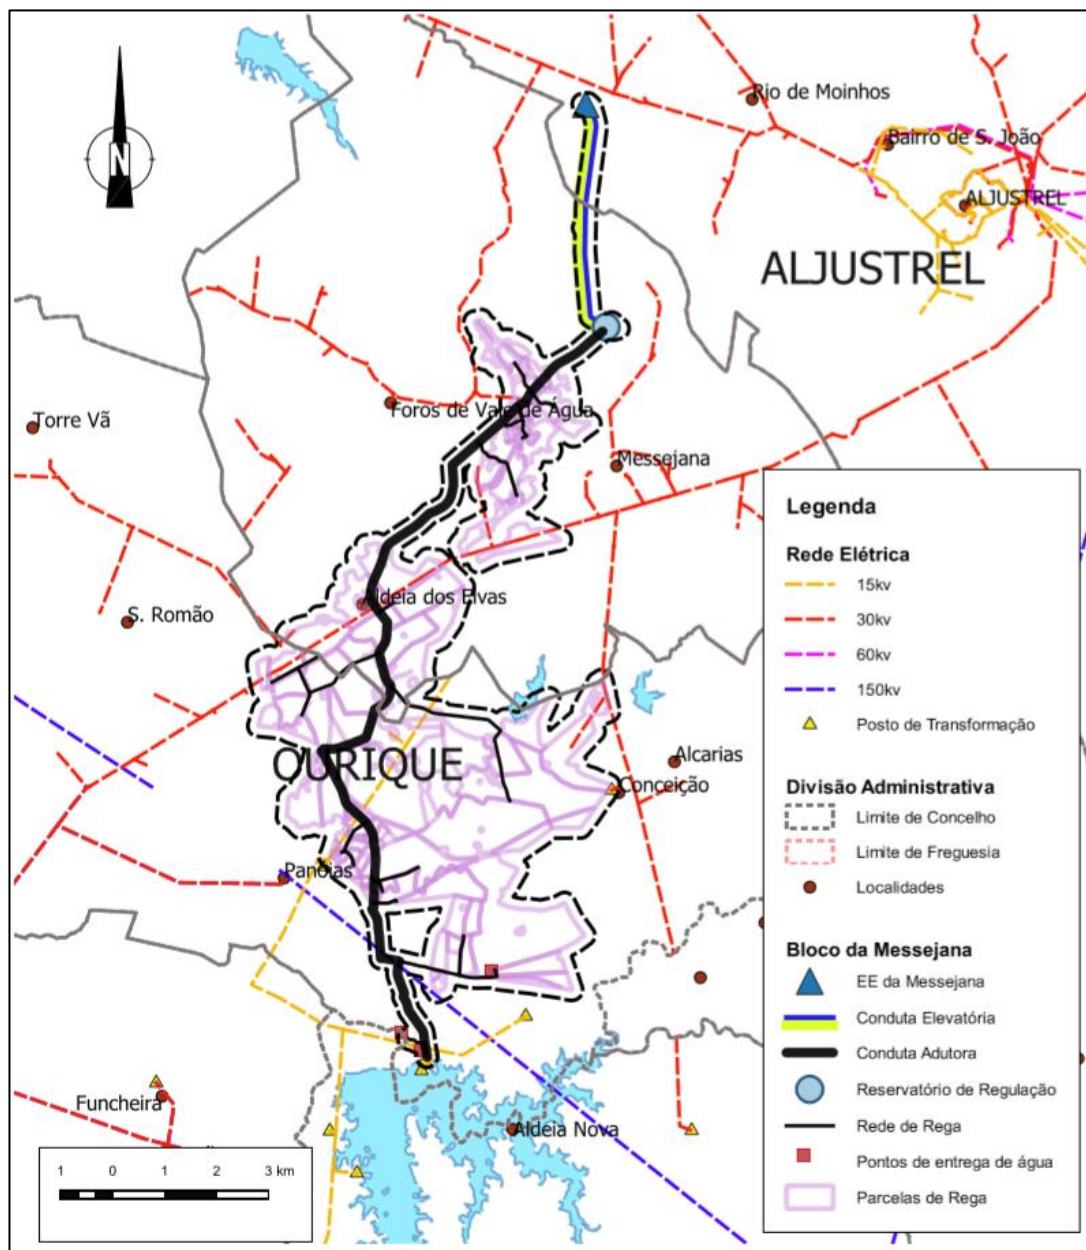 N
Rio de Moinhos
Bairro de S. João
ALJUSTREL
ALJUSTREL
Foros de Vale de Água
Torre Vã
Messejana
Aldeia dos Elvas
S. Romão
OURIQUE
Alcarias
Conceição
Panoias
Funcheira
Aldeia Nova
1 0 1 2 3 km
Legenda
Rede Elétrica
15kv
30kv
60kv
150kv
Posto de Transformação
Divisão Administrativa
Limite de Concelho
Limite de Freguesia
Localidades
Bloco da Messejana
EE da Messejana
Conduta Elevatória
Conduta Adutora
Reservatório de Regulação
Rede de Rega
Pontos de entrega de água
Parcelas de Rega